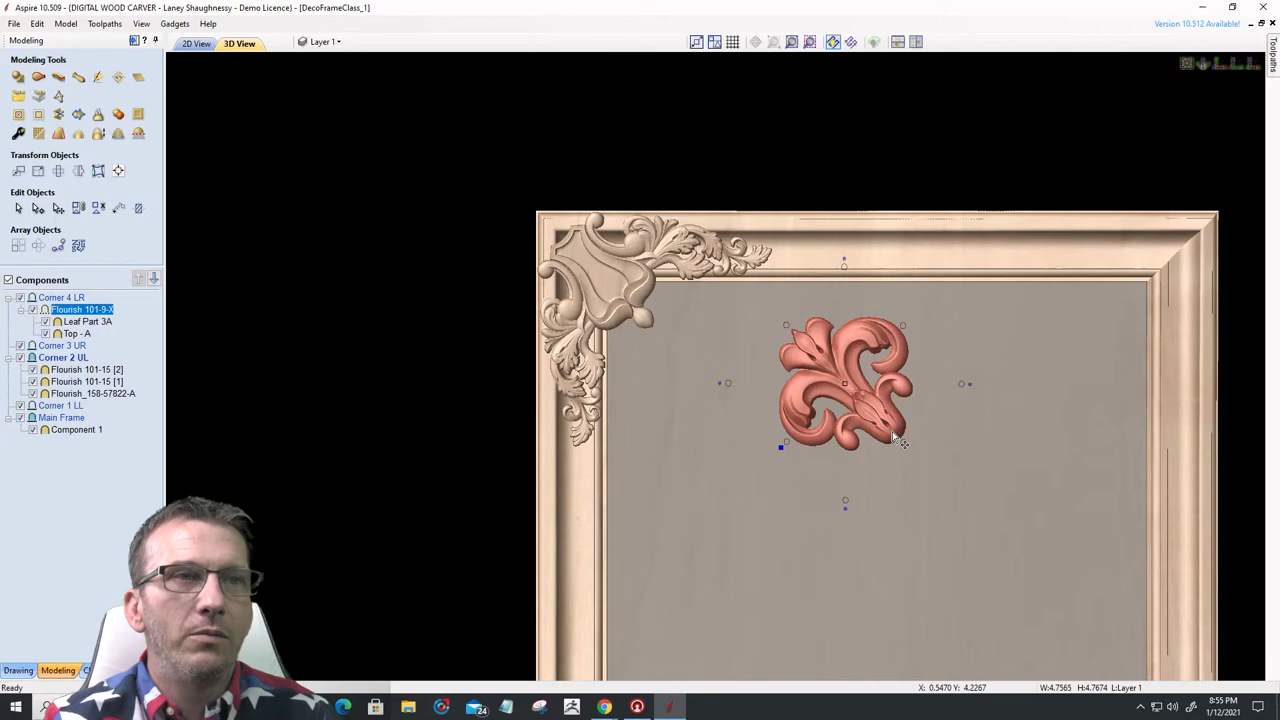 Aspire 10.509 - (DIGITAL WOOD CARVER - Laney Shaughnessy - Demo Licence) - [DecoFrameClass_1]
File Edit Model Toolpaths View Gadgets Help
Version 10.512 Available!
Modeling
2D View 3D View Layer 1
Toolpaths
Modeling Tools
Transform Objects
Edit Objects
Array Objects
Components
Corner 4 LR
Flourish 101-9-X
Leaf Part 3A
Top - A
Corner 3 UR
Corner 2 UL
Flourish 101-15 [2]
Flourish 101-15 [1]
Flourish_158-57822-A
Corner 1 LL
Main Frame
Component 1
Drawing Modeling
Ready
X: 0.5470 Y: 4.2267 W:4.7565 H:4.7674 L:Layer 1
24
8:55 PM
1/12/2021